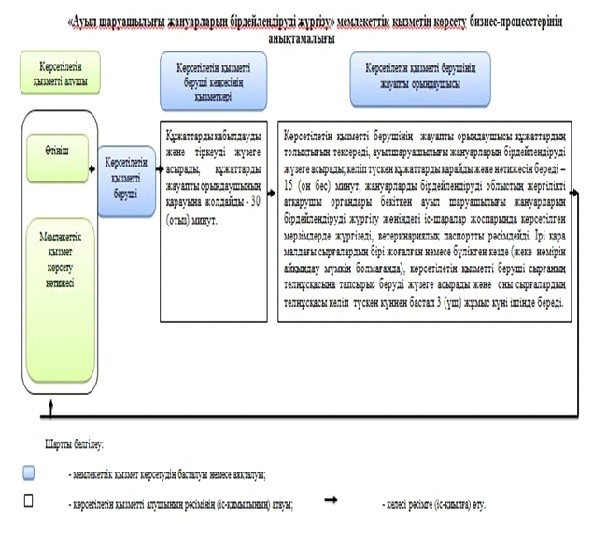 «Ауыл шаруашылығы жануарларын бірдейлендіруді жүргізу» мемлекеттік қызметін көрсету бизнес-процестерінің
анықтамалығы
Көрсетілетін
қызметті алушы
Көрсетілетін қызметті
беруші кеңсесінің
қызметкері
Көрсетілетін қызметті берушінің
жауапты орындаушысы
Өтініш
Мемлекеттік
қызмет
көрсету
нәтижесі
Көрсетілетін
қызметті
беруші
Құжаттарды қабылдауды
және тіркеуді жүзеге
асырады, құжаттарды
жауапты орындаушының
қарауына жолдайды - 30
(отыз) минут.
Көрсетілетін қызметті берушінің жауапты орындаушысы құжаттардың
толықтығын тексереді, ауылшаруашылығы жануарларын бірдейлендіруді
жүзеге асырады, келіп түскен құжаттарды қарайды және нәтижесін береді –
15 (он бес) минут, жануарларды бірдейлендіруді облыстың жергілікті
атқарушы органдары бекіткен ауыл шаруашылығы жануарларын
бірдейлендіруді жүргізу жөніндегі іс-шаралар жоспарында көрсетілген
мерзімдерде жүргізеді, ветеринариялық паспортты рәсімдейді. Ірі қара
малдағы сырғалардың бірі жоғалған немесе бүлінген кезде (жеке нөмірін
айқындау мүмкін болмағанда), көрсетілетін қызметті беруші сырғаның
телнұсқасына тапсырыс беруді жүзеге асырады және оны сырғалардың
телнұсқасы келіп түскен күннен бастап 3 (үш) жұмыс күні ішінде береді.
Шартты белгілеу:
- мемлекеттік қызмет көрсетудің басталуы немесе аяқталуы;
- көрсетілетін қызметті алушының рәсімінің (іс-қимылының) атауы;
- келесі рәсімге (іс-қимылға) өту.